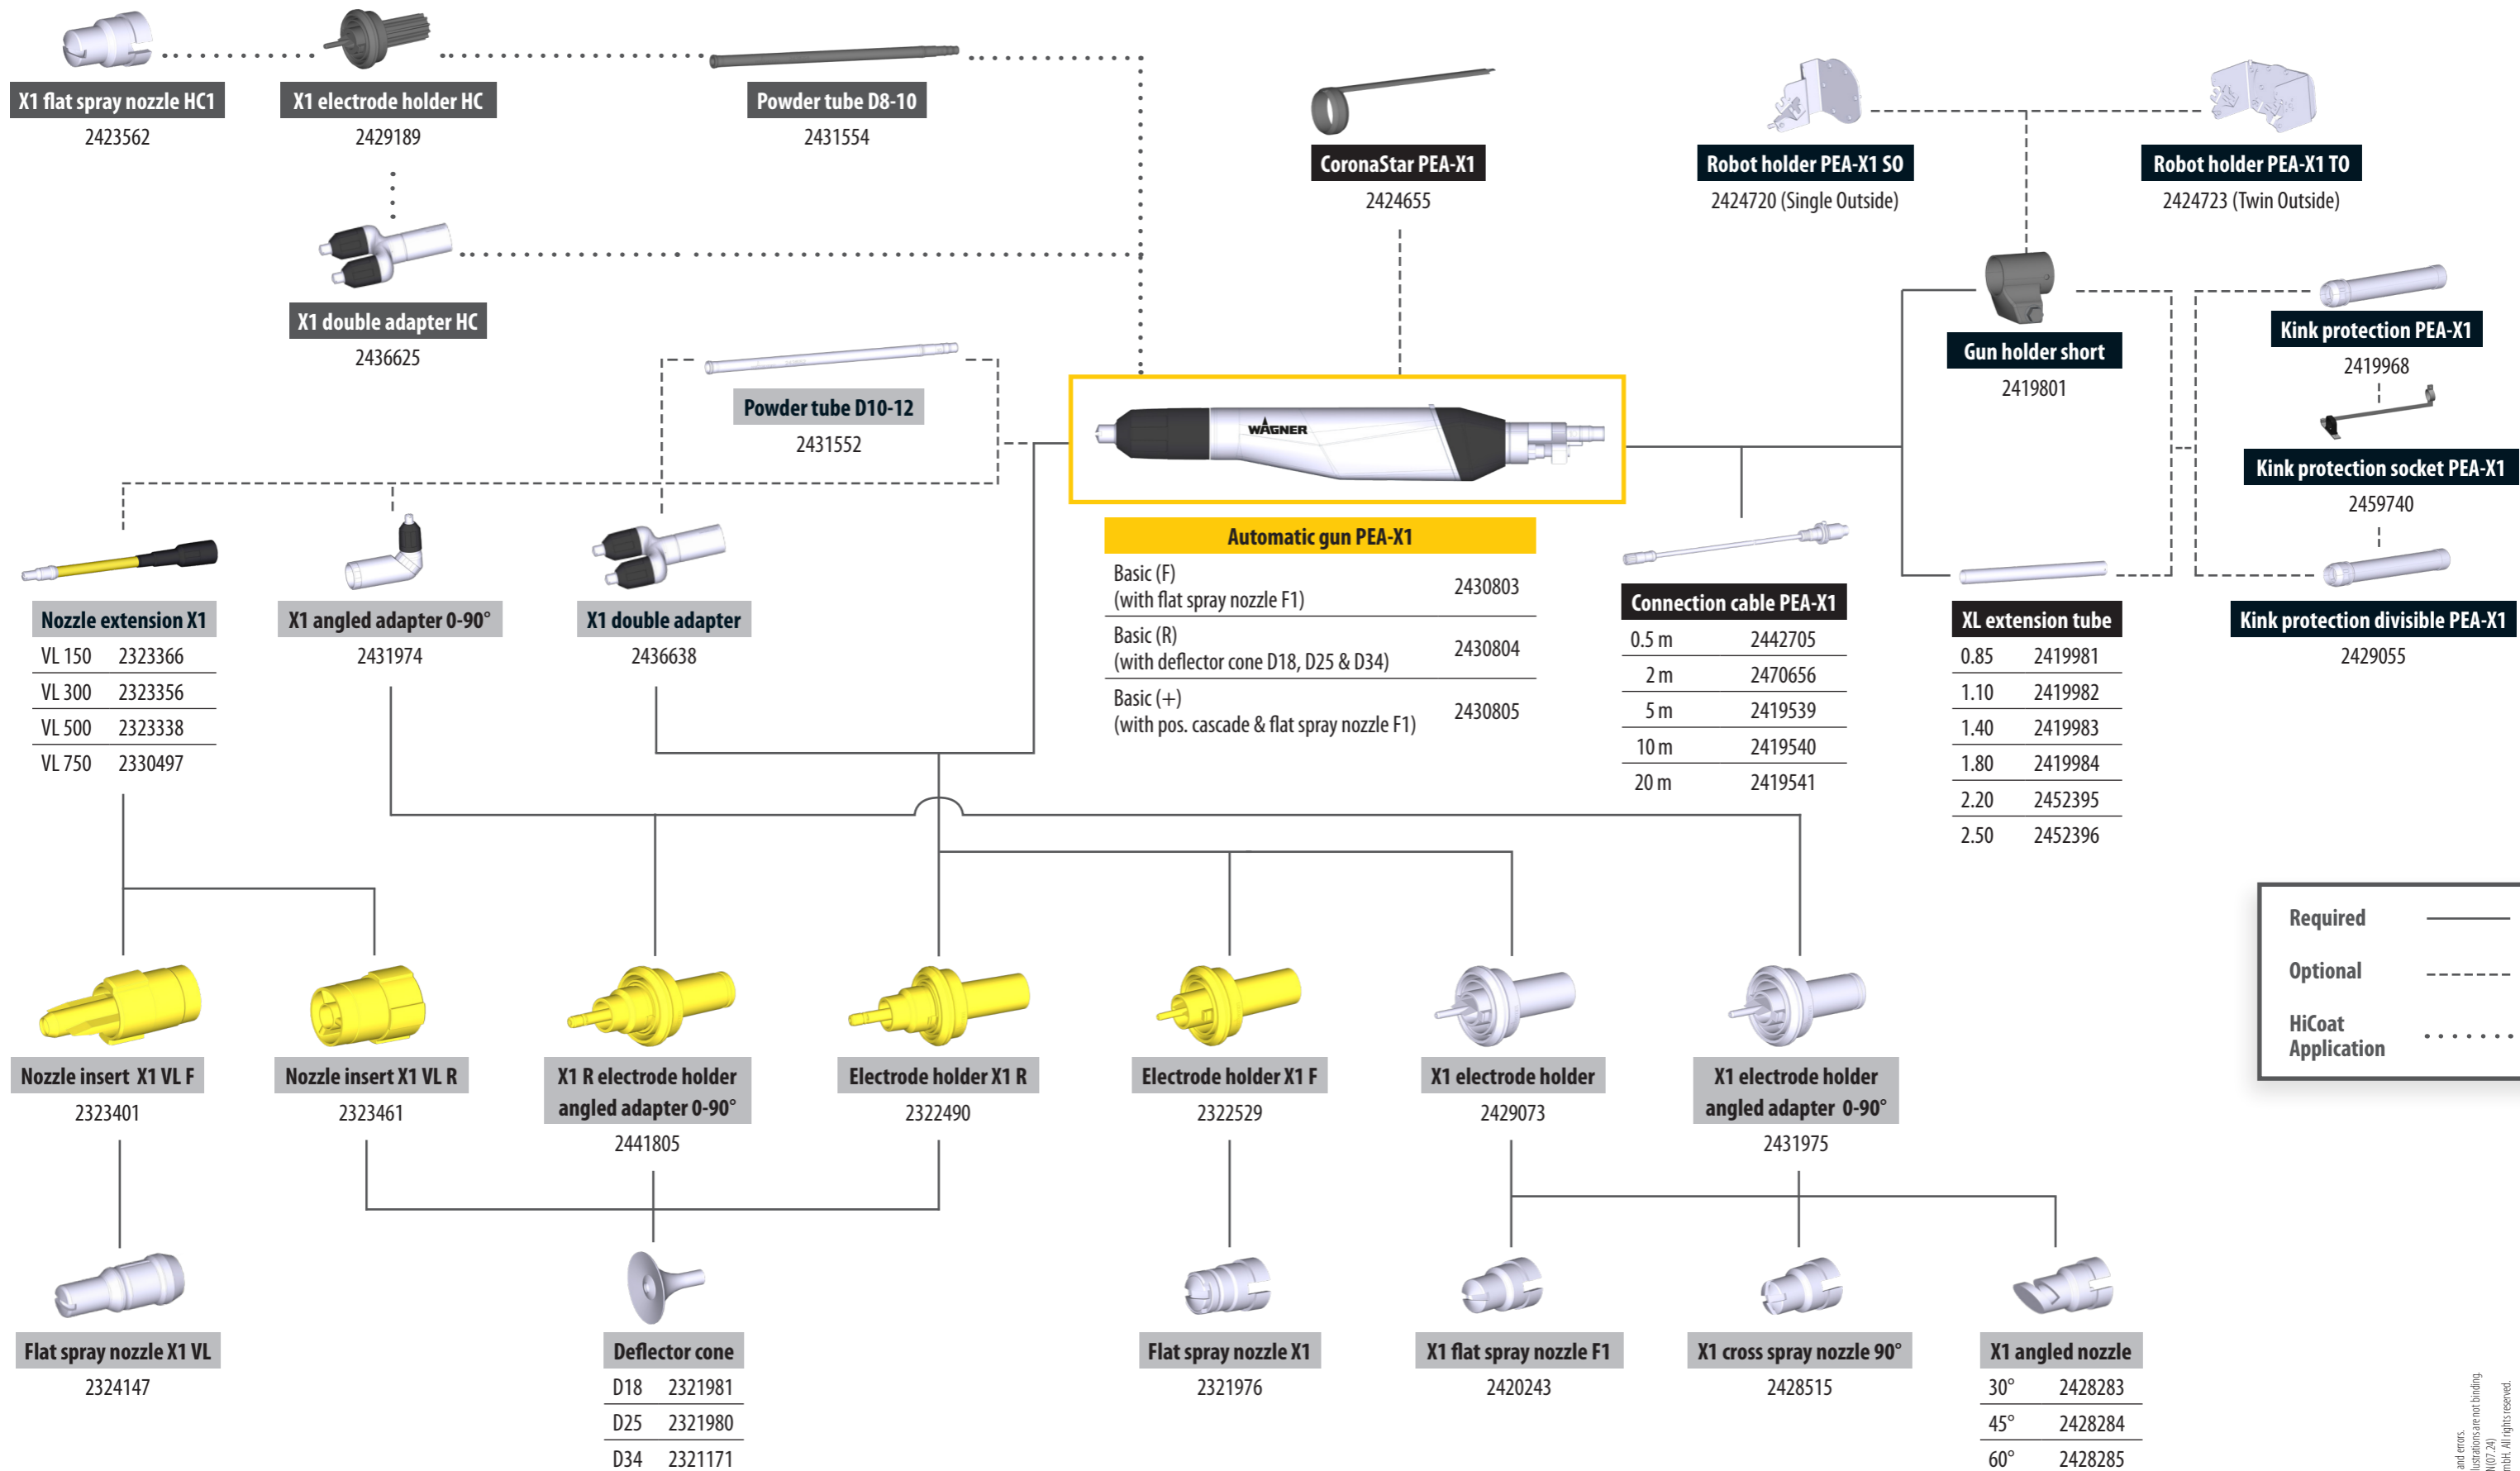 X1 flat spray nozzle HC1
2423562
X1 electrode holder HC
2429189
Powder tube D8-10
2431554
CoronaStar PEA-X1
2424655
Robot holder PEA-X1 SO
2424720 (Single Outside)
Robot holder PEA-X1 TO
2424723 (Twin Outside)
X1 double adapter HC
2436625
Powder tube D10-12
2431552
WAGNER
Gun holder short
2419801
Kink protection PEA-X1
2419968
Kink protection socket PEA-X1
2459740
Kink protection divisible PEA-X1
2429055
Nozzle extension X1
VL 150 2323366
VL 300 2323356
VL 500 2323338
VL 750 2330497
X1 angled adapter 0-90°
2431974
X1 double adapter
2436638
Automatic gun PEA-X1
Basic (F)
(with flat spray nozzle F1) 2430803
Basic (R)
(with deflector cone D18, D25 & D34) 2430804
Basic (+)
(with pos. cascade & flat spray nozzle F1) 2430805
Connection cable PEA-X1
0.5 m 2442705
2 m 2470656
5 m 2419539
10 m 2419540
20 m 2419541
XL extension tube
0.85 2419981
1.10 2419982
1.40 2419983
1.80 2419984
2.20 2452395
2.50 2452396
Required
Optional
HiCoat
Application
Nozzle insert X1 VL F
2323401
Nozzle insert X1 VL R
2323461
X1 R electrode holder
angled adapter 0-90°
2441805
Electrode holder X1 R
2322490
Electrode holder X1 F
2322529
X1 electrode holder
2429073
X1 electrode holder
angled adapter 0-90°
2431975
Flat spray nozzle X1 VL
2324147
Deflector cone
D18 2321981
D25 2321980
D34 2321171
Flat spray nozzle X1
2321976
X1 flat spray nozzle F1
2420243
X1 cross spray nozzle 90°
2428515
X1 angled nozzle
30° 2428283
45° 2428284
60° 2428285
and errors.
lustrations are not binding.
N(07.24)
mbH. All rights reserved.